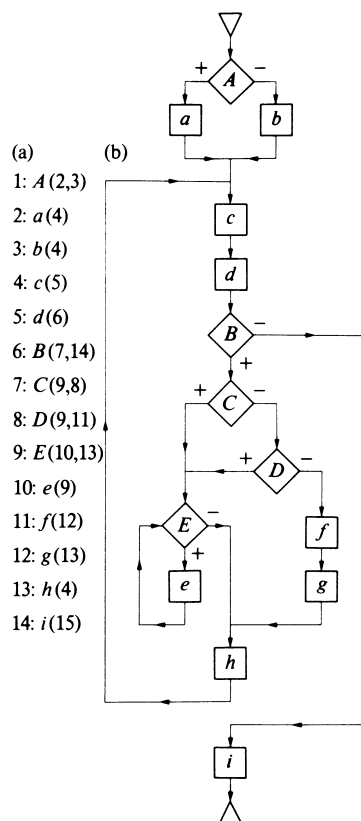 + A −
a b
(a) (b)
1: A(2,3)
2: a(4)
3: b(4)
4: c(5)
5: d(6)
6: B(7,14)
7: C(9,8)
8: D(9,11)
9: E(10,13)
10: e(9)
11: f(12)
12: g(13)
13: h(4)
14: i(15)
c
d
B −
+
+ C −
+ D −
E −
+
f
e
g
h
i